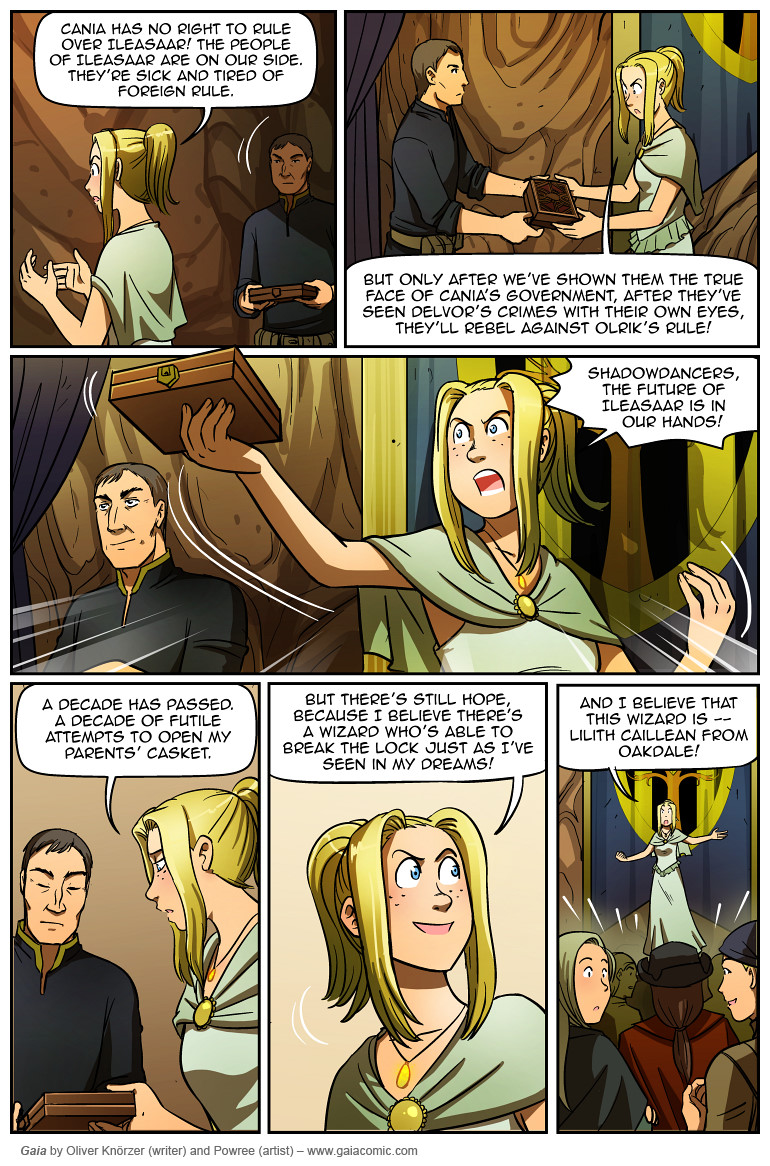 CANIA HAS NO RIGHT TO RULE
OVER ILEASAAR! THE PEOPLE
OF ILEASAAR ARE ON OUR SIDE.
THEY'RE SICK AND TIRED OF
FOREIGN RULE.
BUT ONLY AFTER WE'VE SHOWN THEM THE TRUE
FACE OF CANIA'S GOVERNMENT, AFTER THEY'VE
SEEN DELVOR'S CRIMES WITH THEIR OWN EYES,
THEY'LL REBEL AGAINST OLRIK'S RULE!
SHADOWDANCERS,
THE FUTURE OF
ILEASAAR IS IN
OUR HANDS!
A DECADE HAS PASSED.
A DECADE OF FUTILE
ATTEMPTS TO OPEN MY
PARENTS' CASKET.
BUT THERE'S STILL HOPE,
BECAUSE I BELIEVE THERE'S
A WIZARD WHO'S ABLE TO
BREAK THE LOCK JUST AS I'VE
SEEN IN MY DREAMS!
AND I BELIEVE THAT
THIS WIZARD IS --
LILITH CAILLEAN FROM
OAKDALE!
Gaia by Oliver Knörzer (writer) and Powree (artist) – www.gaiacomic.com